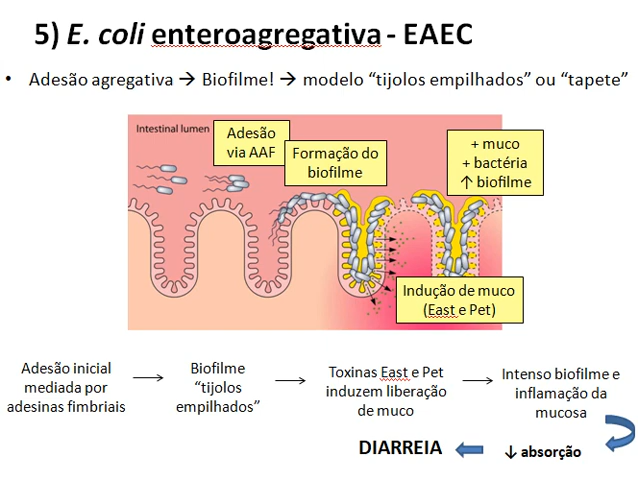 5) E. coli enteroagregativa - EAEC
• Adesão agregativa → Biofilme! → modelo “tijolos empilhados” ou “tapete”
Intestinal lumen
Adesão
via AAF
Formação do
biofilme
+ muco
+ bactéria
↑ biofilme
Indução de muco
(East e Pet)
Adesão inicial
mediada por
adesinas fimbriais
Biofilme
“tijolos
empilhados”
Toxinas East e Pet
induzem liberação
de muco
Intenso biofilme e
inflamação da
mucosa
DIARREIA
↓ absorção